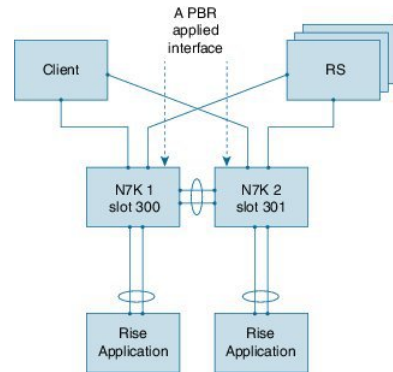 A PBR
applied
interface
Client
RS
N7K 1
slot 300
N7K 2
slot 301
Rise
Application
Rise
Application